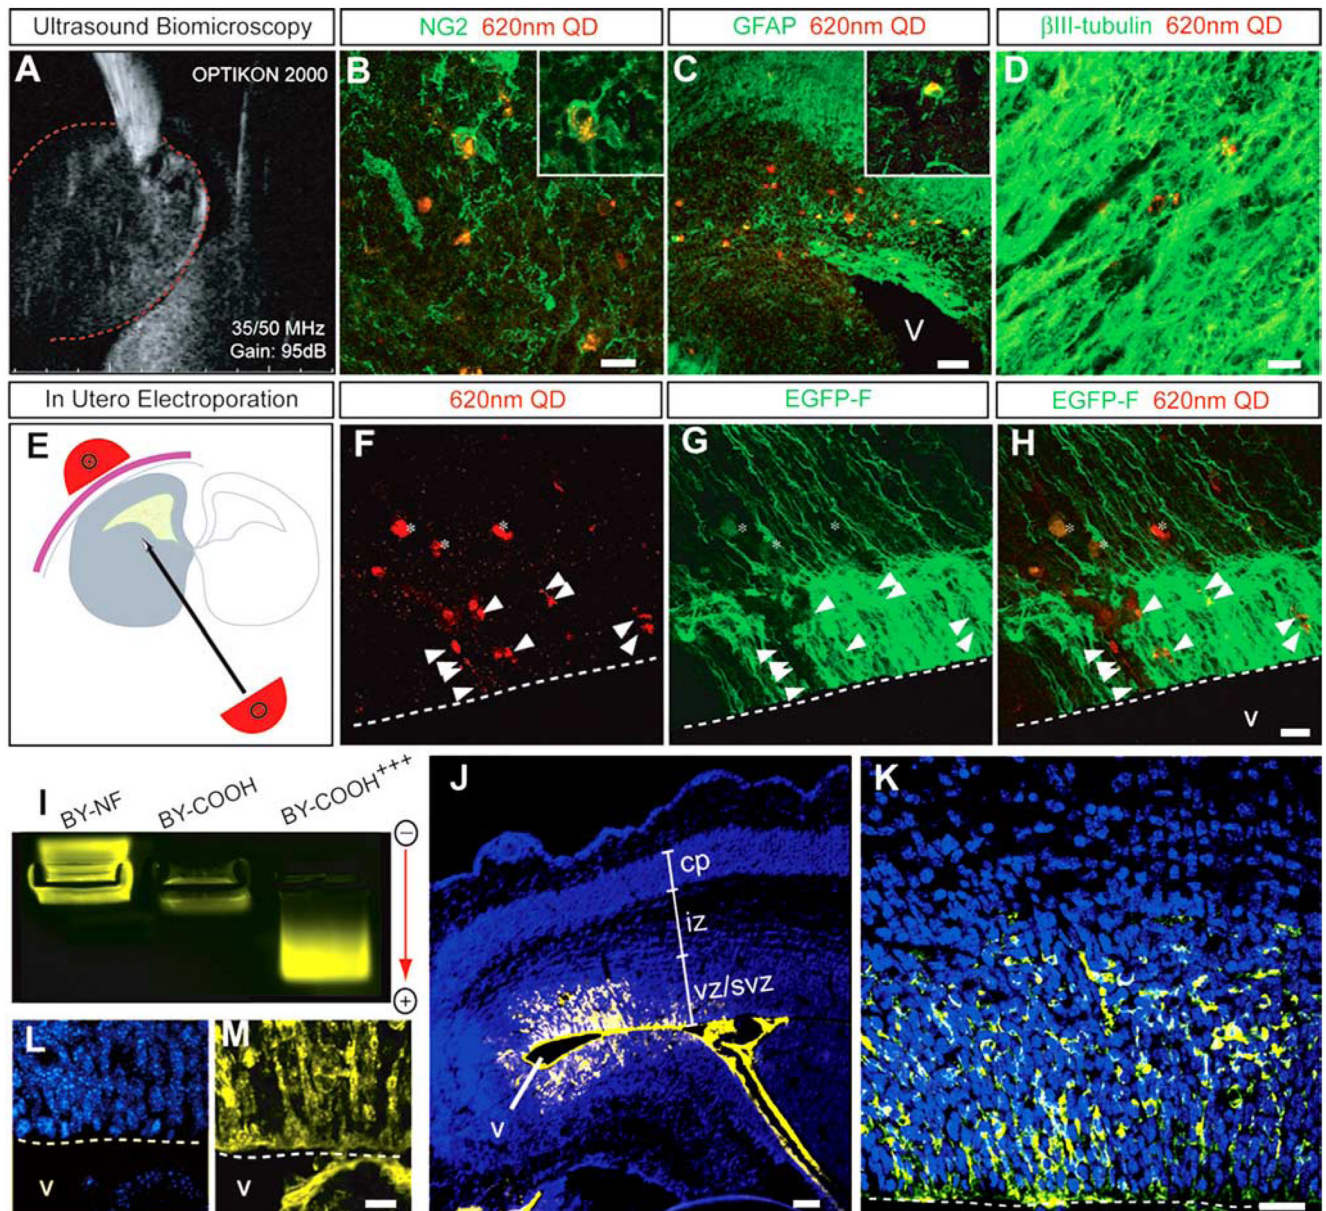 Ultrasound Biomicroscopy
NG2 620nm QD
GFAP 620nm QD
βIII-tubulin 620nm QD
A
OPTIKON 2000
35/50 MHz
Gain: 95dB
B
C
V
D
In Utero Electroporation
620nm QD
EGFP-F
EGFP-F 620nm QD
E
+
−
F
* * *
G
* * *
H
* * *
v
I
BY-NF
BY-COOH
BY-COOH+++
−
+
J
cp
iz
vz/svz
v
K
L
v
M
v